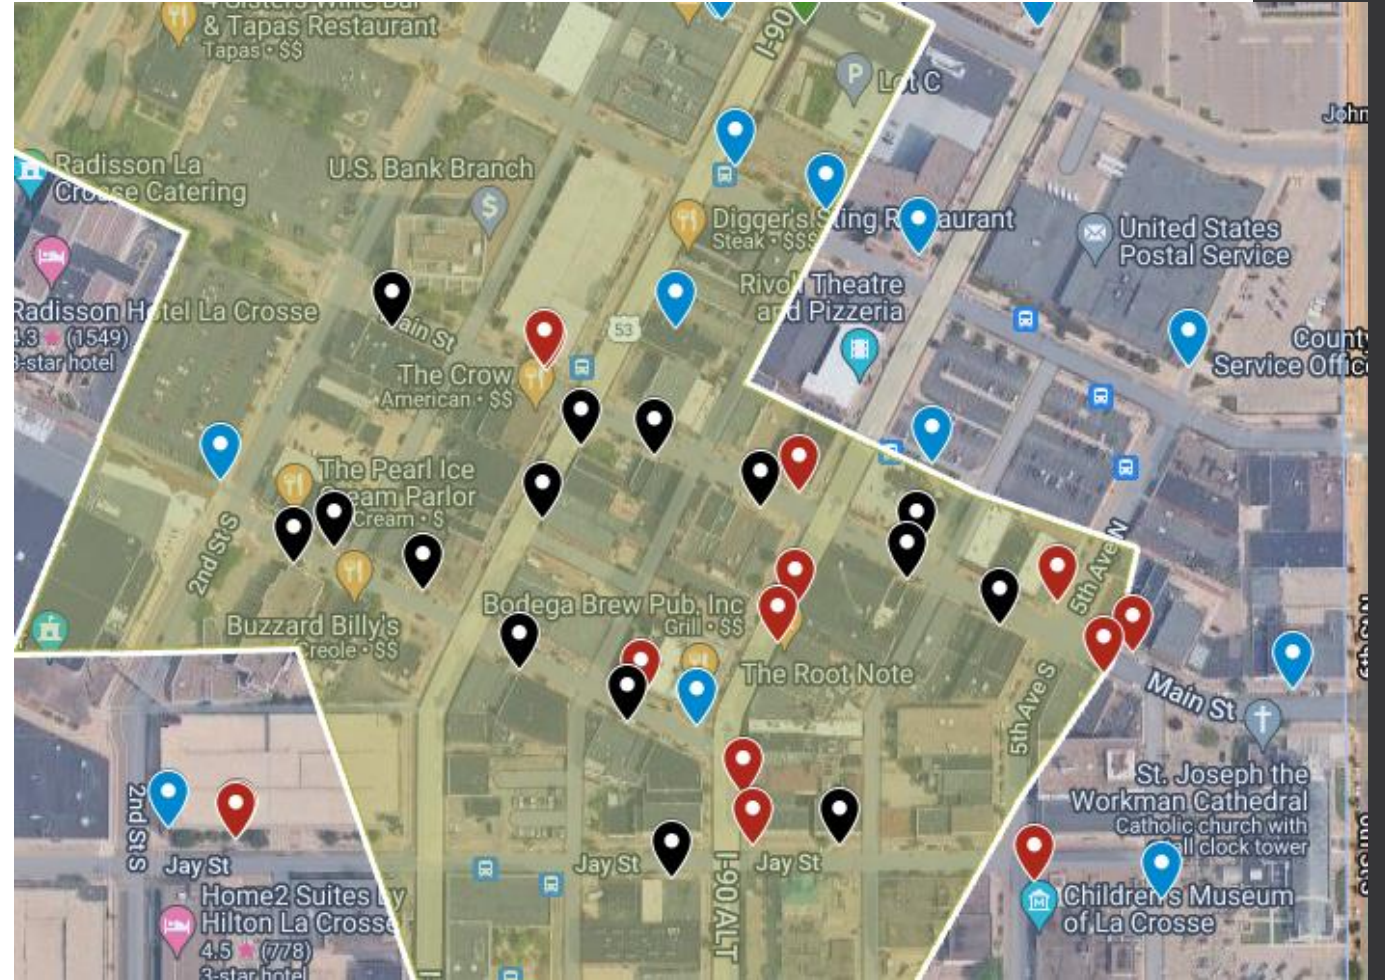 & Tapas Restaurant
Tapas • $$
I-90
P
Lot C
John
Radisson La
Crosse Catering
U.S. Bank Branch
$
Digger's Sting Restaurant
Steak • $$$
United States
Postal Service
Radisson Hotel La Crosse
4.3 (1549)
3-star hotel
Rivoli Theatre
and Pizzeria
53
Main St
County
Service Office
The Crow
American • $$
The Pearl Ice
Cream Parlor
Cream • $
2nd St S
5th Ave N
Bodega Brew Pub, Inc
Grill • $$
Buzzard Billy's
Creole • $$
The Root Note
6th St N
5th Ave S
Main St
St. Joseph the
Workman Cathedral
Catholic church with
bell clock tower
2nd St S
Jay St
Jay St
Jay St
I-90 ALT
Home2 Suites by
Hilton La Crosse
4.5 (778)
3-star hotel
Children's Museum
of La Crosse